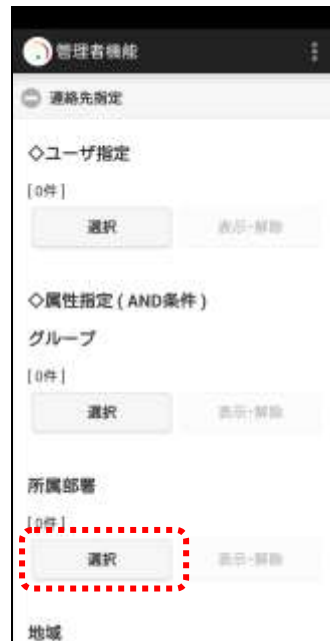 管理者機能
連絡先指定
◇ユーザ指定
[0件]
選択 表示・解除
◇属性指定 ( AND条件 )
グループ
[0件]
選択 表示・解除
所属部署
[0件]
選択 表示・解除
地域